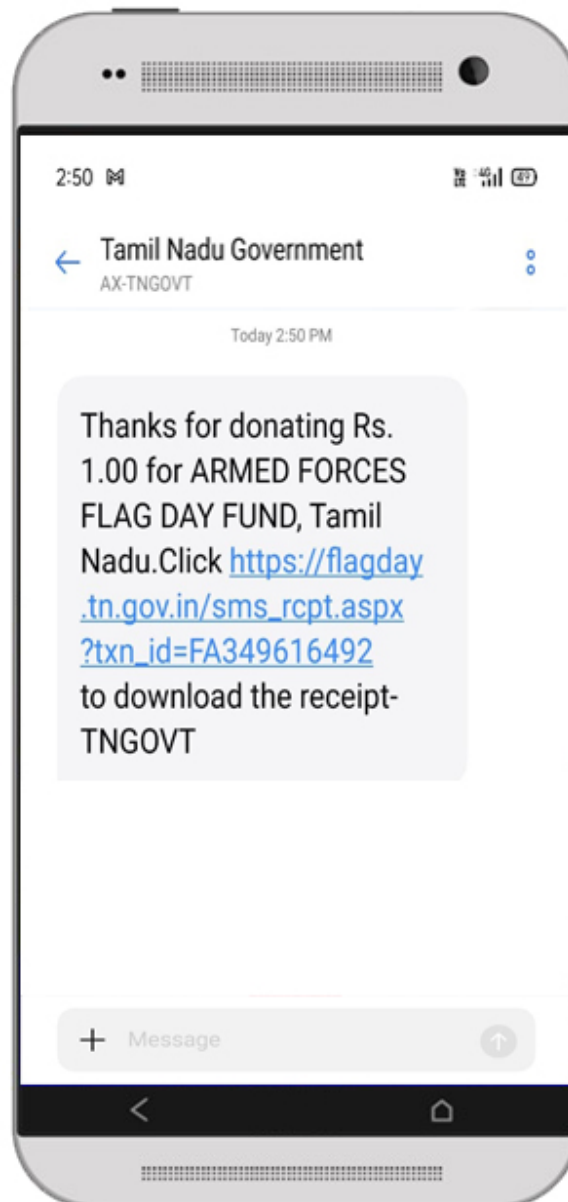 2:50
49
Tamil Nadu Government
AX-TNGOVT
Today 2:50 PM
Thanks for donating Rs.
1.00 for ARMED FORCES
FLAG DAY FUND, Tamil
Nadu.Click https://flagday
.tn.gov.in/sms_rcpt.aspx
?txn_id=FA349616492
to download the receipt-
TNGOVT
Message